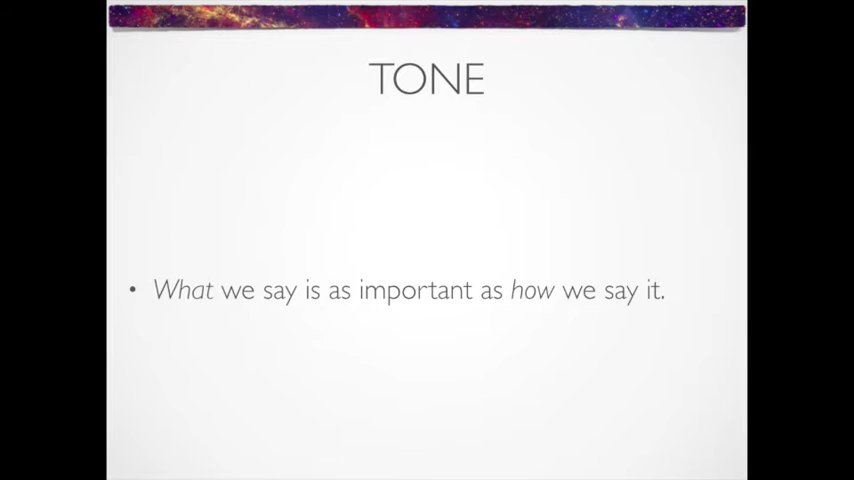 TONE
• What we say is as important as how we say it.